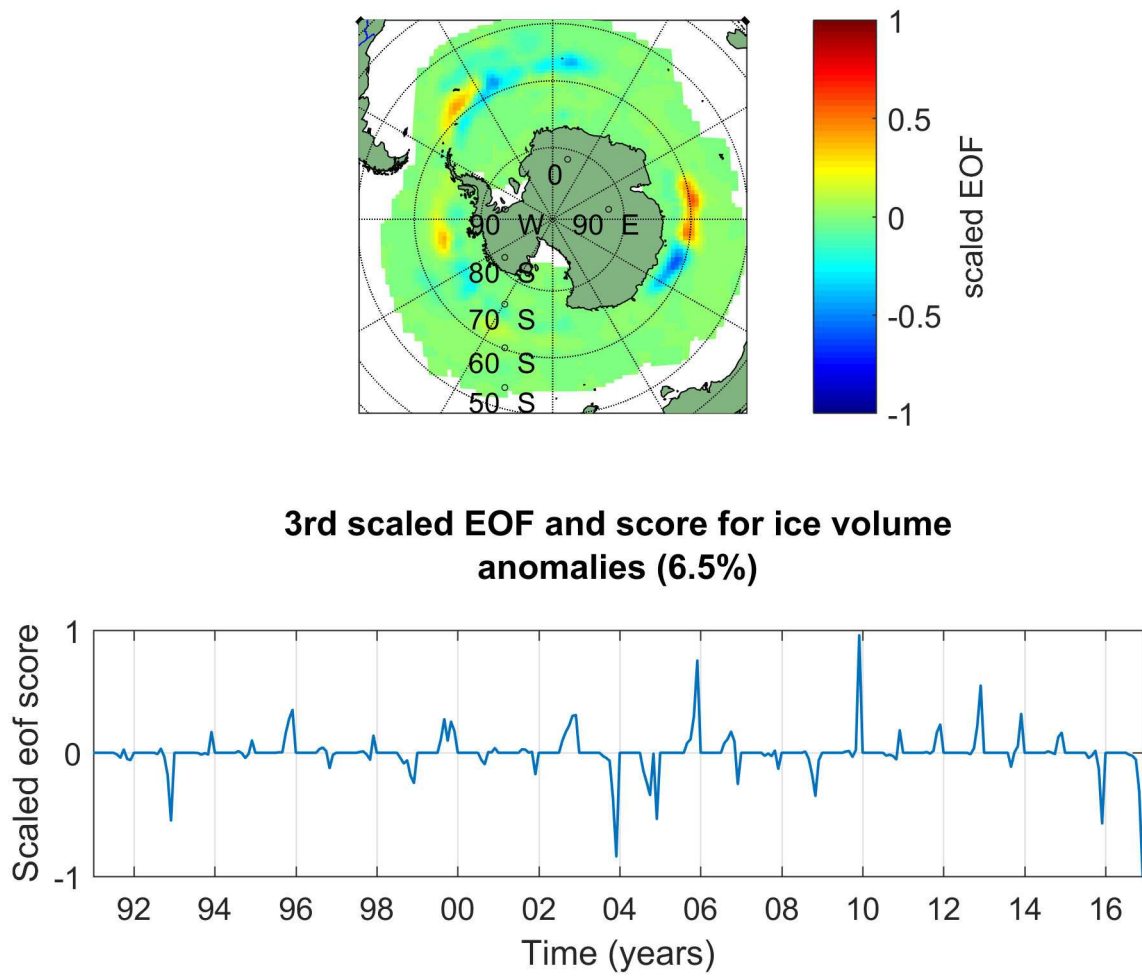 1
0.5
0
-0.5
-1
scaled EOF
0
90 W 90 E
80 S
70 S
60 S
50 S
3rd scaled EOF and score for ice volume
anomalies (6.5%)
Scaled eof score
1
0
-1
92 94 96 98 00 02 04 06 08 10 12 14 16
Time (years)